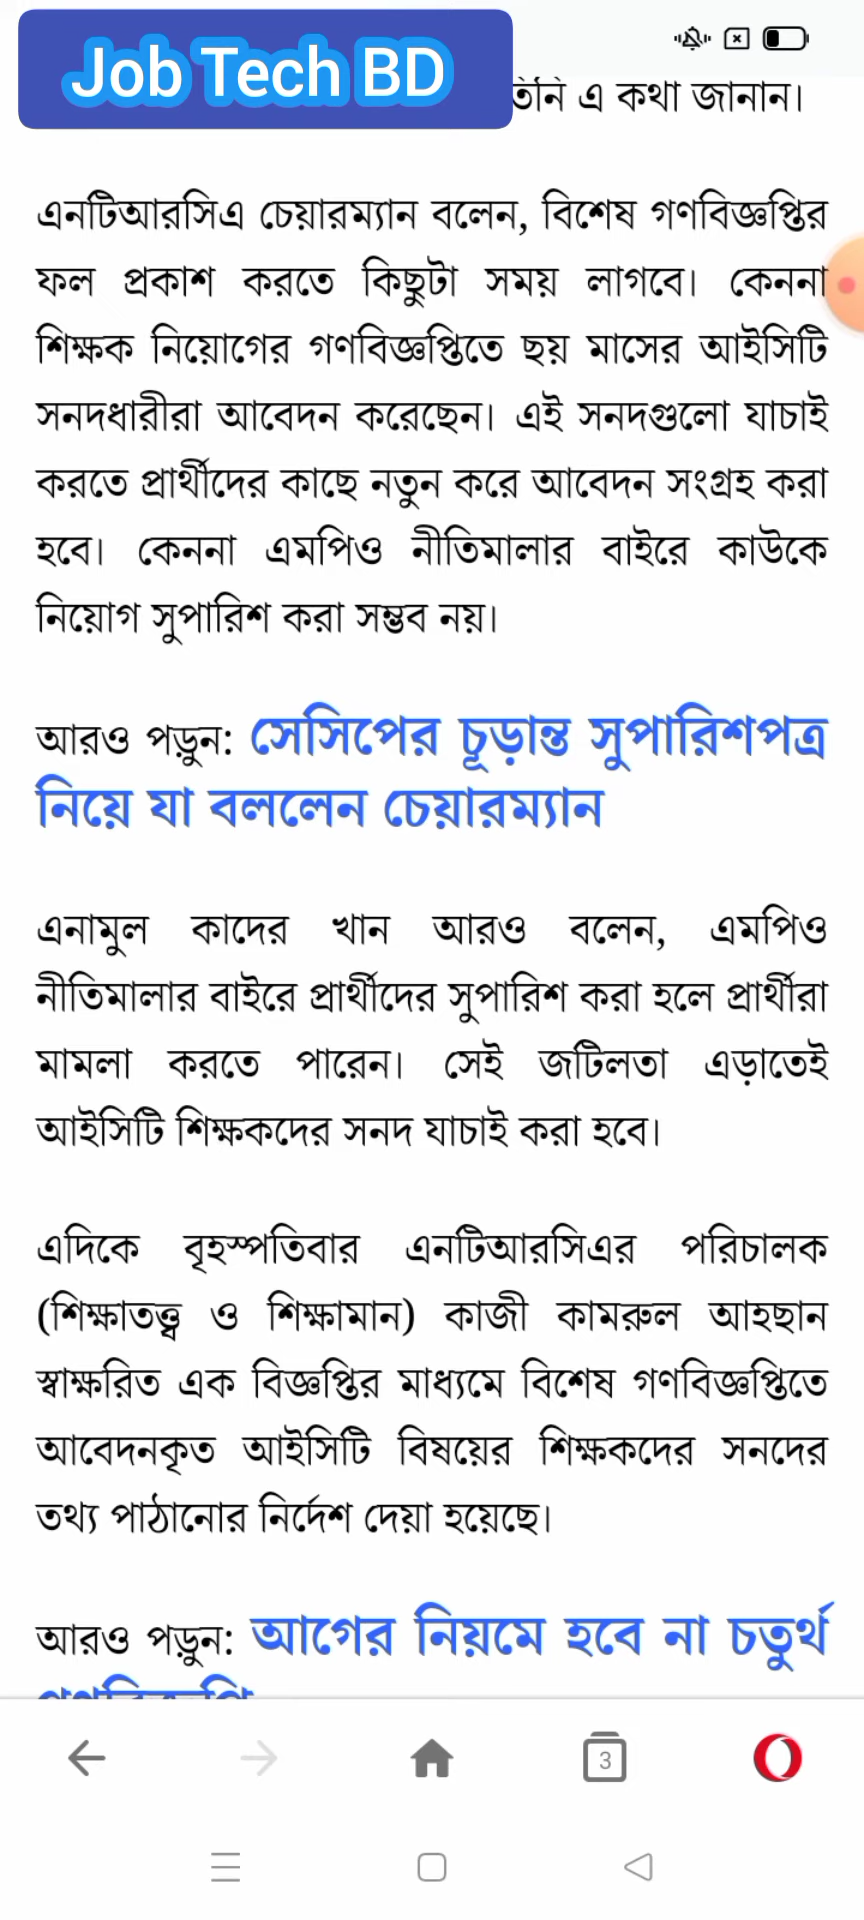 Job Tech BD
তিনি এ কথা জানান।
এনটিআরসিএ চেয়ারম্যান বলেন, বিশেষ গণবিজ্ঞপ্তির
ফল প্রকাশ করতে কিছুটা সময় লাগবে। কেননা
শিক্ষক নিয়োগের গণবিজ্ঞপ্তিতে ছয় মাসের আইসিটি
সনদধারীরা আবেদন করেছেন। এই সনদগুলো যাচাই
করতে প্রার্থীদের কাছে নতুন করে আবেদন সংগ্রহ করা
হবে। কেননা এমপিও নীতিমালার বাইরে কাউকে
নিয়োগ সুপারিশ করা সম্ভব নয়।
আরও পড়ুন: সেসিপের চূড়ান্ত সুপারিশপত্র
নিয়ে যা বললেন চেয়ারম্যান
এনামুল কাদের খান আরও বলেন, এমপিও
নীতিমালার বাইরে প্রার্থীদের সুপারিশ করা হলে প্রার্থীরা
মামলা করতে পারেন। সেই জটিলতা এড়াতেই
আইসিটি শিক্ষকদের সনদ যাচাই করা হবে।
এদিকে বৃহস্পতিবার এনটিআরসিএর পরিচালক
(শিক্ষাতত্ত্ব ও শিক্ষামান) কাজী কামরুল আহছান
স্বাক্ষরিত এক বিজ্ঞপ্তির মাধ্যমে বিশেষ গণবিজ্ঞপ্তিতে
আবেদনকৃত আইসিটি বিষয়ের শিক্ষকদের সনদের
তথ্য পাঠানোর নির্দেশ দেয়া হয়েছে।
আরও পড়ুন: আগের নিয়মে হবে না চতুর্থ
3